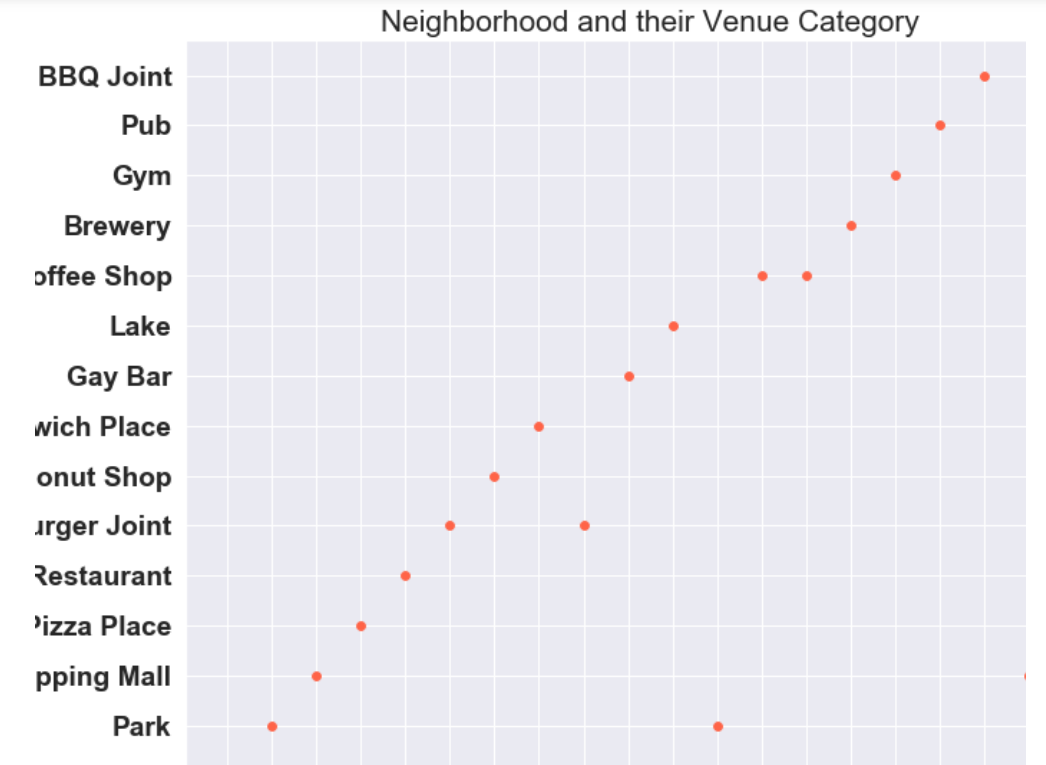 Neighborhood and their Venue Category
BBQ Joint
Pub
Gym
Brewery
offee Shop
Lake
Gay Bar
wich Place
onut Shop
urger Joint
Restaurant
Pizza Place
pping Mall
Park